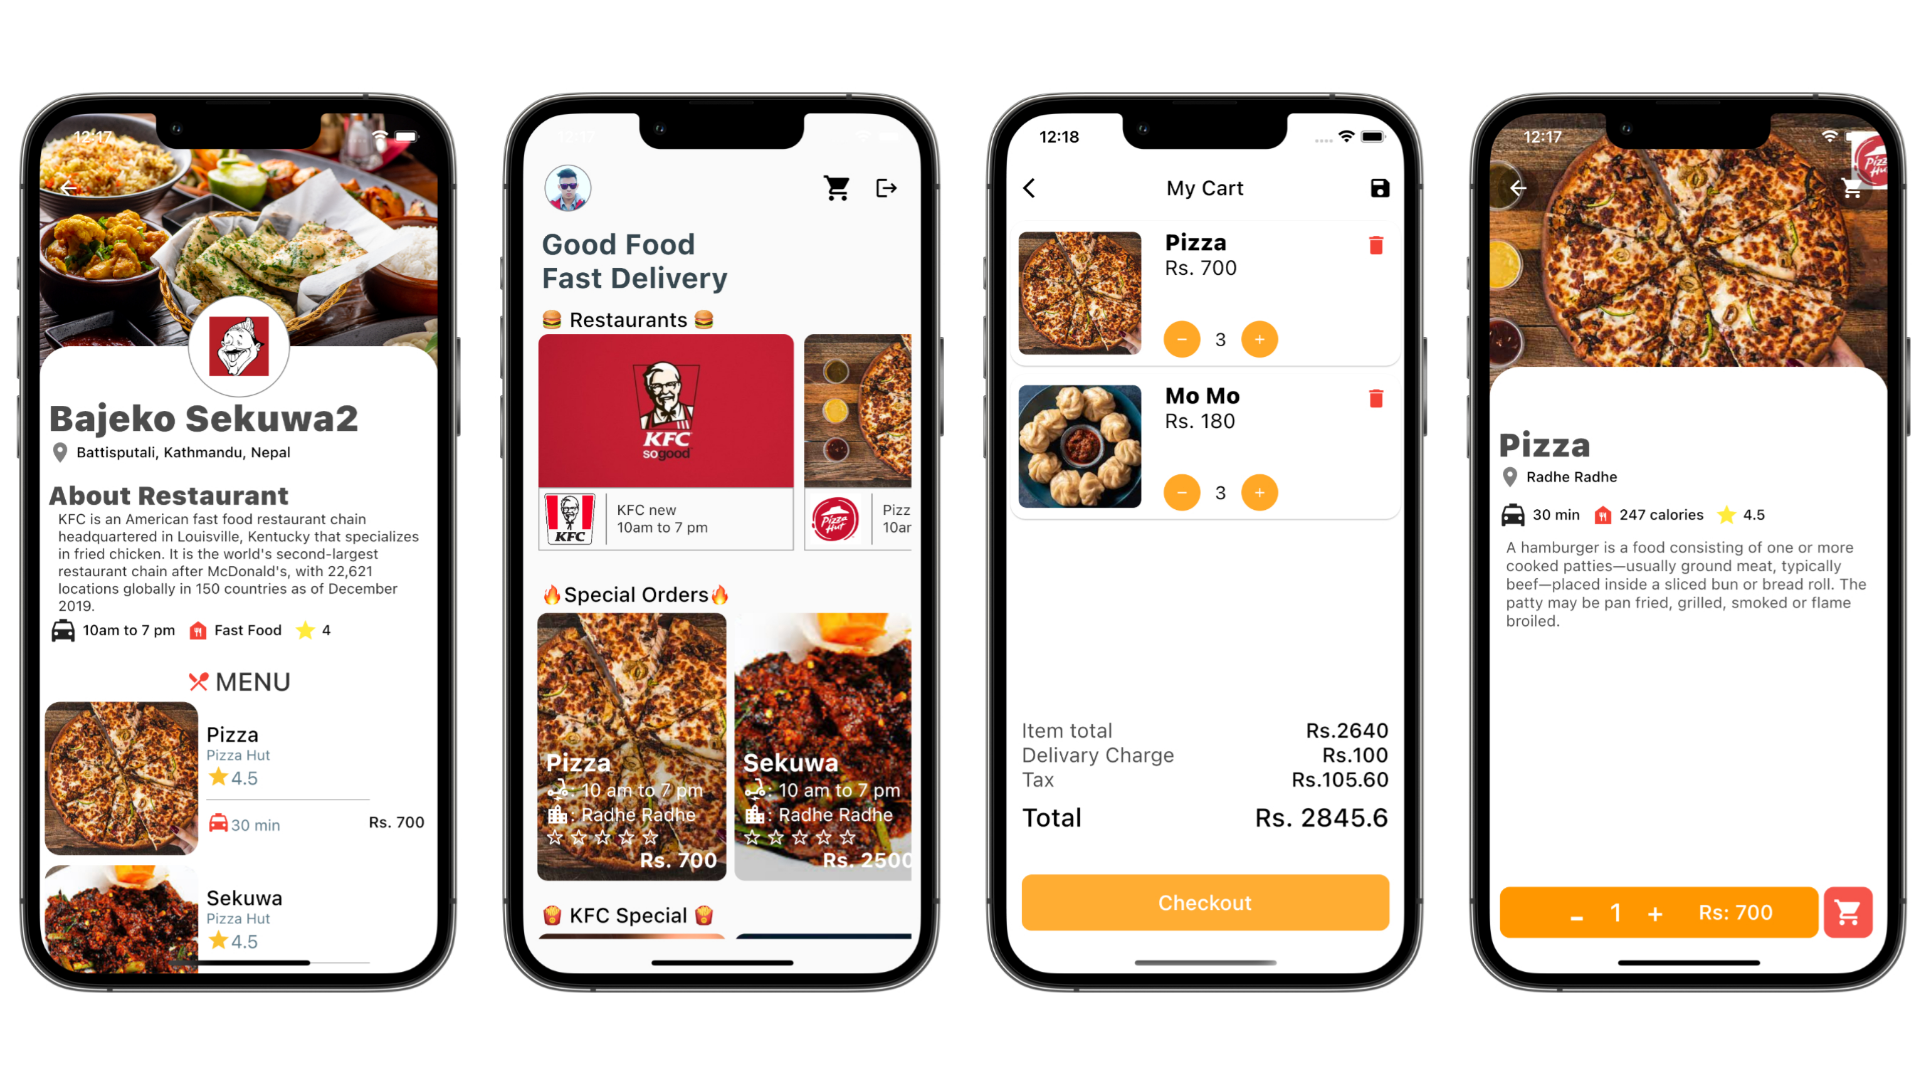 12:17
Bajeko Sekuwa2
Battisputali, Kathmandu, Nepal
About Restaurant
KFC is an American fast food restaurant chain
headquartered in Louisville, Kentucky that specializes
in fried chicken. It is the world's second-largest
restaurant chain after McDonald's, with 22,621
locations globally in 150 countries as of December
2019.
10am to 7 pm Fast Food 4
MENU
Pizza
Pizza Hut
4.5
30 min Rs. 700
Sekuwa
Pizza Hut
4.5
12:17
Good Food
Fast Delivery
Restaurants
KFC
so good
KFC
KFC new
10am to 7 pm
Pizza Hut
Pizz
10ar
Special Orders
Pizza
: 10 am to 7 pm
: Radhe Radhe
Rs. 700
Sekuwa
: 10 am to 7 pm
: Radhe Radhe
Rs. 2500
KFC Special
12:18
My Cart
Pizza
Rs. 700
- 3 +
Mo Mo
Rs. 180
- 3 +
Item total Rs.2640
Delivary Charge Rs.100
Tax Rs.105.60
Total Rs. 2845.6
Checkout
12:17
Pizza Hut
Pizza
Radhe Radhe
30 min 247 calories 4.5
A hamburger is a food consisting of one or more
cooked patties—usually ground meat, typically
beef—placed inside a sliced bun or bread roll. The
patty may be pan fried, grilled, smoked or flame
broiled.
- 1 + Rs: 700